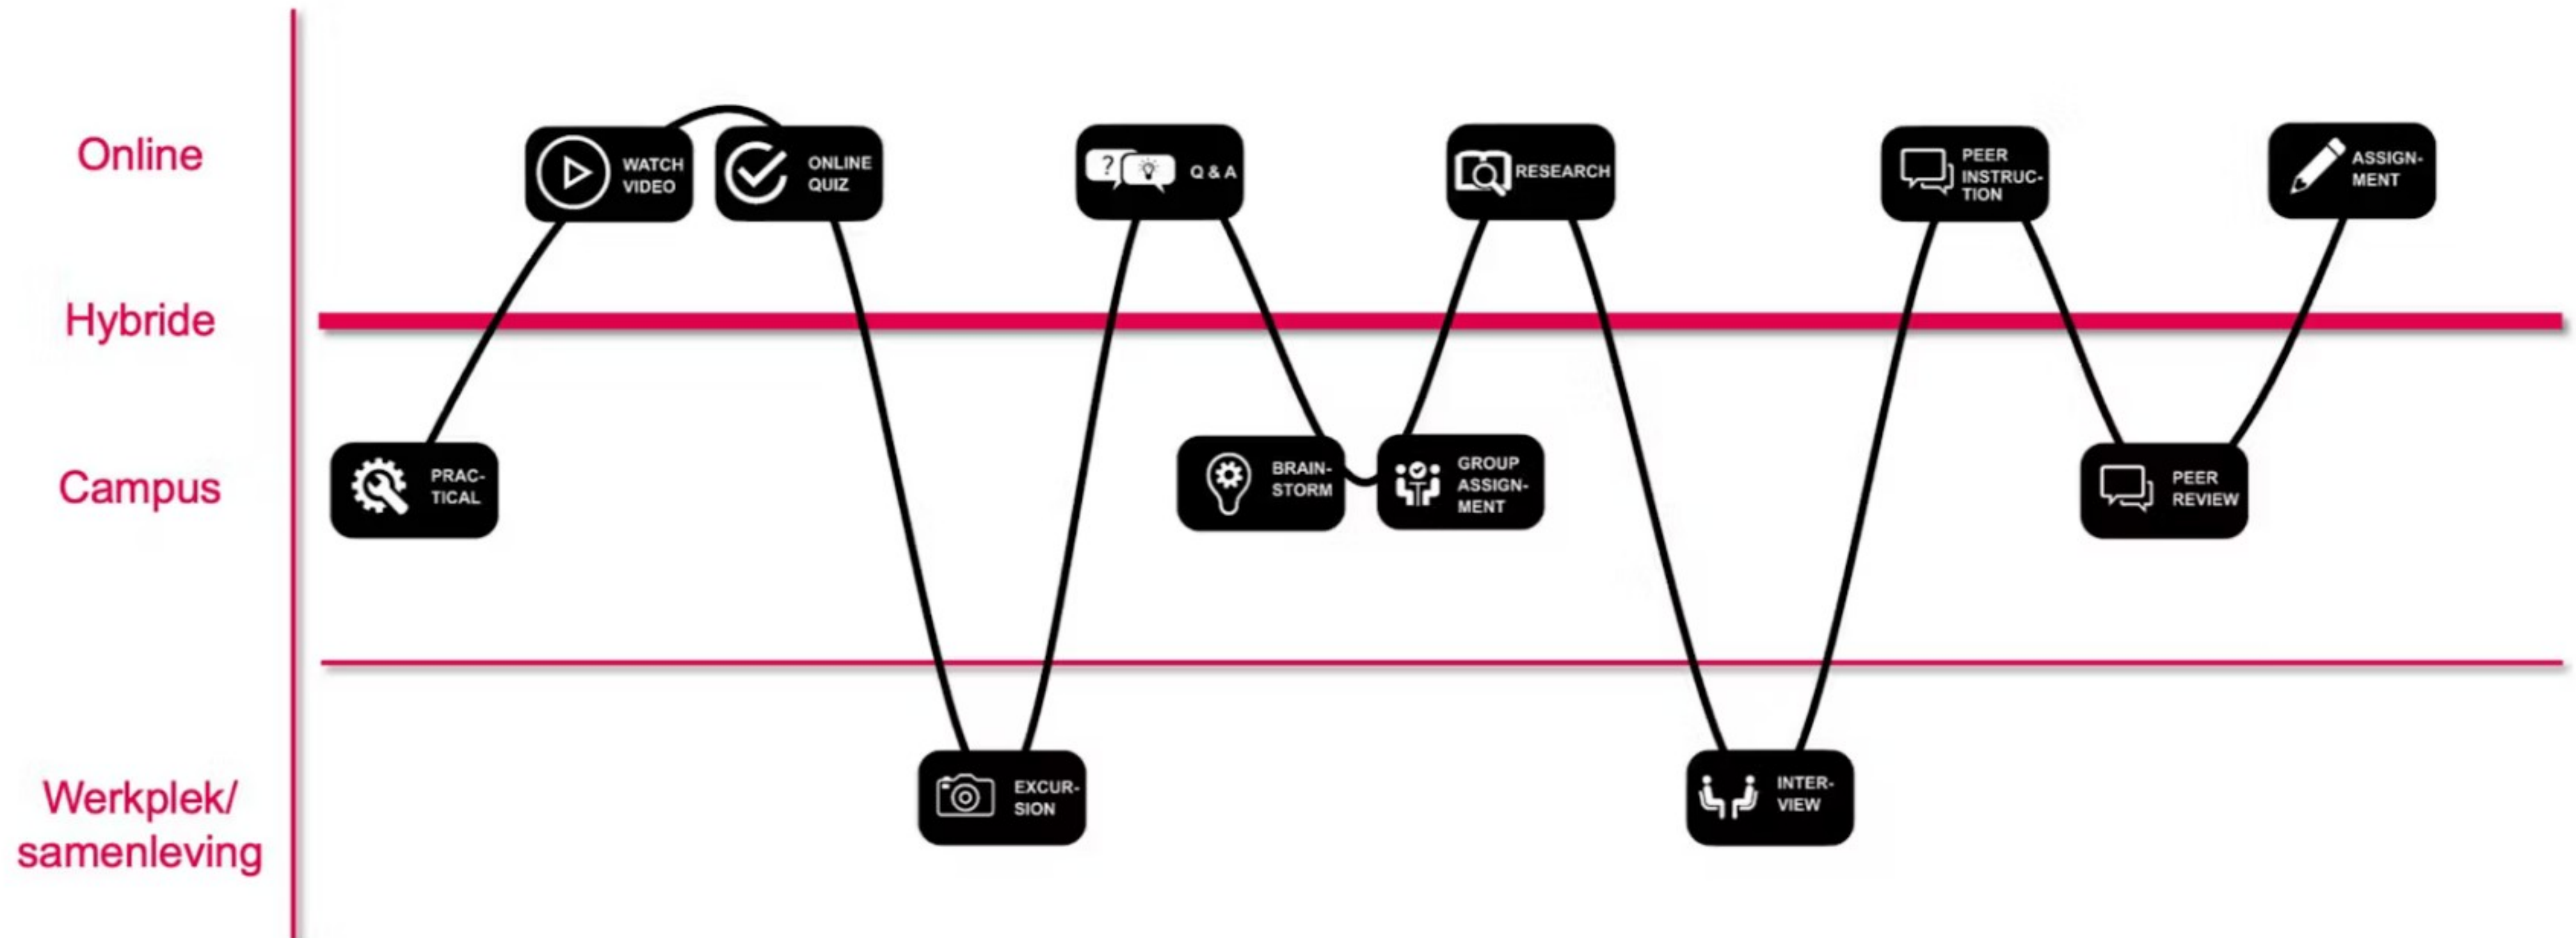 Online
WATCH
VIDEO
ONLINE
QUIZ
?
Q & A
RESEARCH
PEER
INSTRUC-
TION
ASSIGN-
MENT
Hybride
Campus
PRAC-
TICAL
BRAIN-
STORM
GROUP
ASSIGN-
MENT
PEER
REVIEW
Werkplek/
samenleving
EXCUR-
SION
INTER-
VIEW